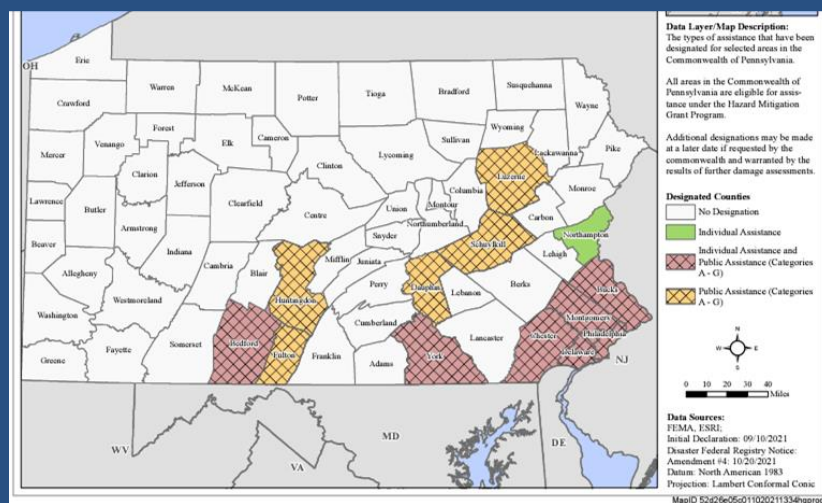 OH
Erie
Crawford
Warren
McKean
Potter
Tioga
Bradford
Susquehanna
Wayne
Wyoming
Forest
Venango
Mercer
Elk
Cameron
Sullivan
Lackawanna
Pike
Clinton
Lycoming
Clarion
Jefferson
Luzerne
Columbia
Monroe
Lawrence
Butler
Clearfield
Centre
Union
Montour
Northumberland
Carbon
Armstrong
Snyder
Schuylkill
Northampton
Beaver
Indiana
Mifflin
Juniata
Lehigh
Allegheny
Cambria
Blair
Perry
Dauphin
Lebanon
Berks
Bucks
Huntingdon
Westmoreland
Washington
Cumberland
Montgomery
Philadelphia
Lancaster
Chester
Delaware
Somerset
Bedford
Fulton
Franklin
Adams
York
Fayette
Greene
NJ
WV
MD
VA
DE
Data Layer/Map Description:
The types of assistance that have been
designated for selected areas in the
Commonwealth of Pennsylvania.
All areas in the Commonwealth of
Pennsylvania are eligible for assis-
tance under the Hazard Mitigation
Grant Program.
Additional designations may be made
at a later date if requested by the
commonwealth and warranted by the
results of further damage assessments.
Designated Counties
No Designation
Individual Assistance
Individual Assistance and
Public Assistance (Categories
A - G)
Public Assistance (Categories
A - G)
N
W E
S
0 10 20 30 40
Miles
Data Sources:
FEMA, ESRI;
Initial Declaration: 09/10/2021
Disaster Federal Registry Notice:
Amendment #4: 10/20/2021
Datum: North American 1983
Projection: Lambert Conformal Conic